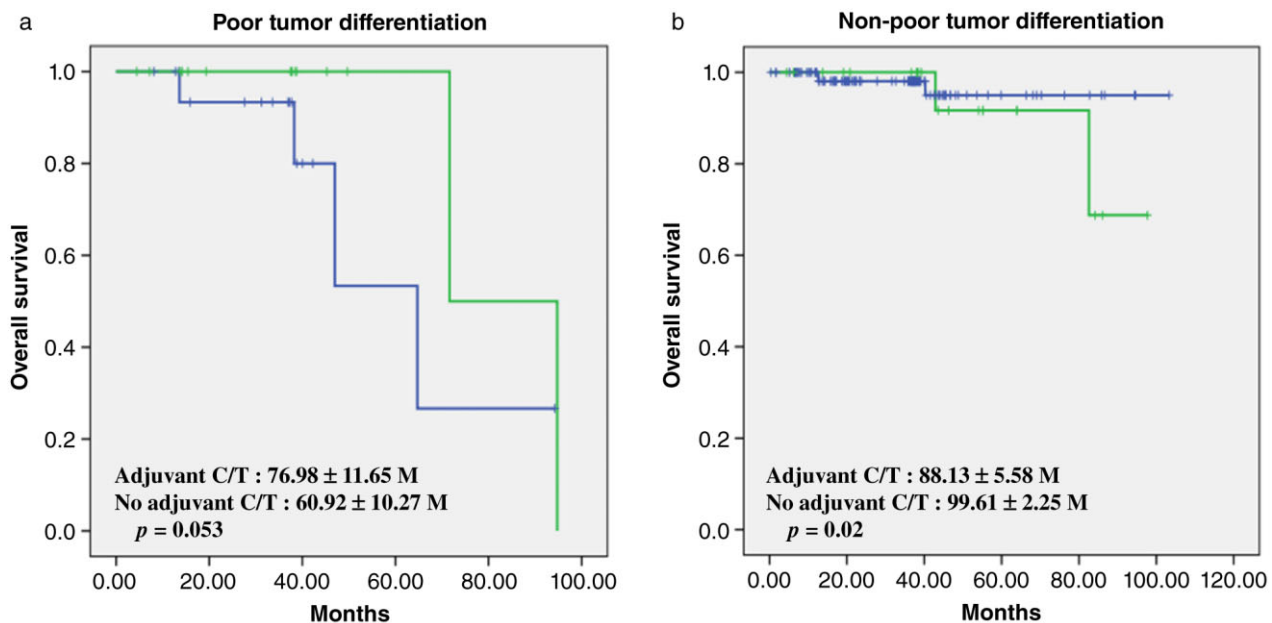 a
Poor tumor differentiation
Overall survival
1.0
0.8
0.6
0.4
0.2
0.0
Adjuvant C/T : 76.98 ± 11.65 M
No adjuvant C/T : 60.92 ± 10.27 M
p = 0.053
0.00 20.00 40.00 60.00 80.00 100.00
Months
b
Non-poor tumor differentiation
Overall survival
1.0
0.8
0.6
0.4
0.2
0.0
Adjuvant C/T : 88.13 ± 5.58 M
No adjuvant C/T : 99.61 ± 2.25 M
p = 0.02
0.00 20.00 40.00 60.00 80.00 100.00 120.00
Months